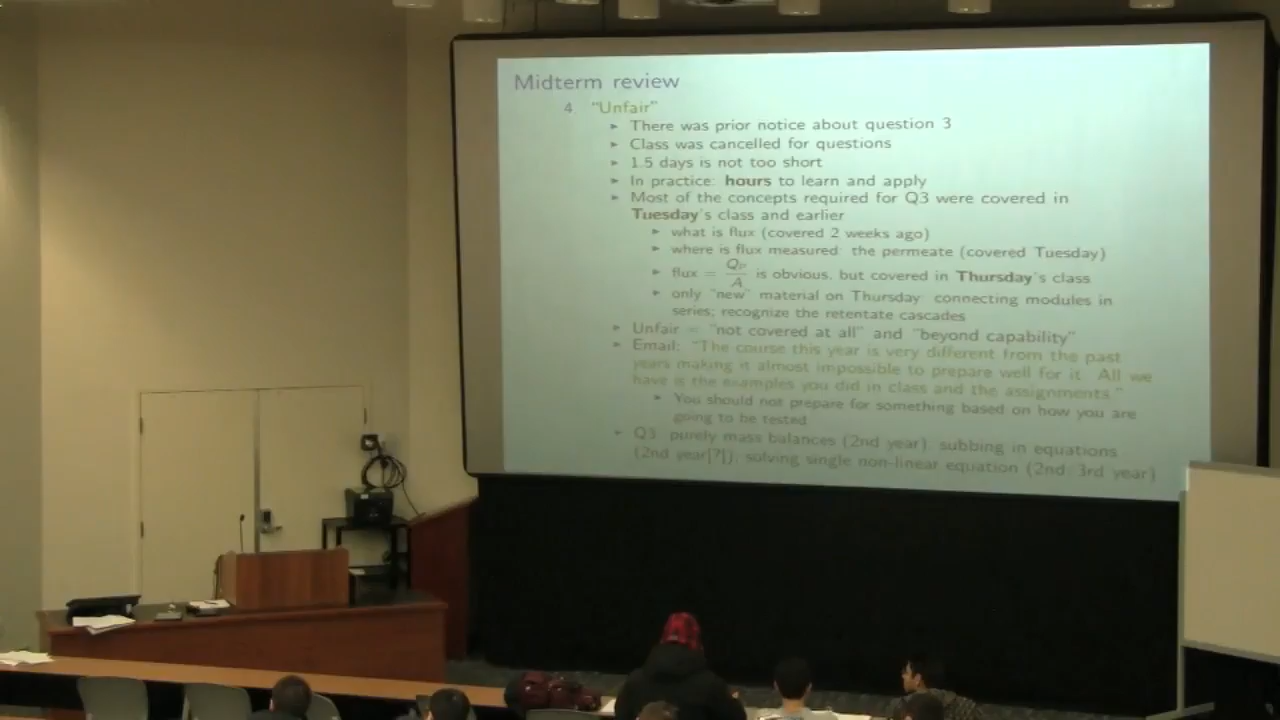 Midterm review
4. "Unfair"
▸ There was prior notice about question 3
▸ Class was cancelled for questions
▸ 1.5 days is not too short
▸ In practice: hours to learn and apply
▸ Most of the concepts required for Q3 were covered in
Tuesday's class and earlier
▸ what is flux (covered 2 weeks ago)
▸ where is flux measured: the permeate (covered Tuesday)
▸ flux = Q_P/A is obvious, but covered in Thursday's class
▸ only "new" material on Thursday: connecting modules in
series; recognize the retentate cascades
▸ Unfair = "not covered at all" and "beyond capability"
▸ Email: "The course this year is very different from the past
years making it almost impossible to prepare well for it. All we
have is the examples you did in class and the assignments."
▸ You should not prepare for something based on how you are
going to be tested
▸ Q3: purely mass balances (2nd year), subbing in equations
(2nd year[?]), solving single non-linear equation (2nd, 3rd year)